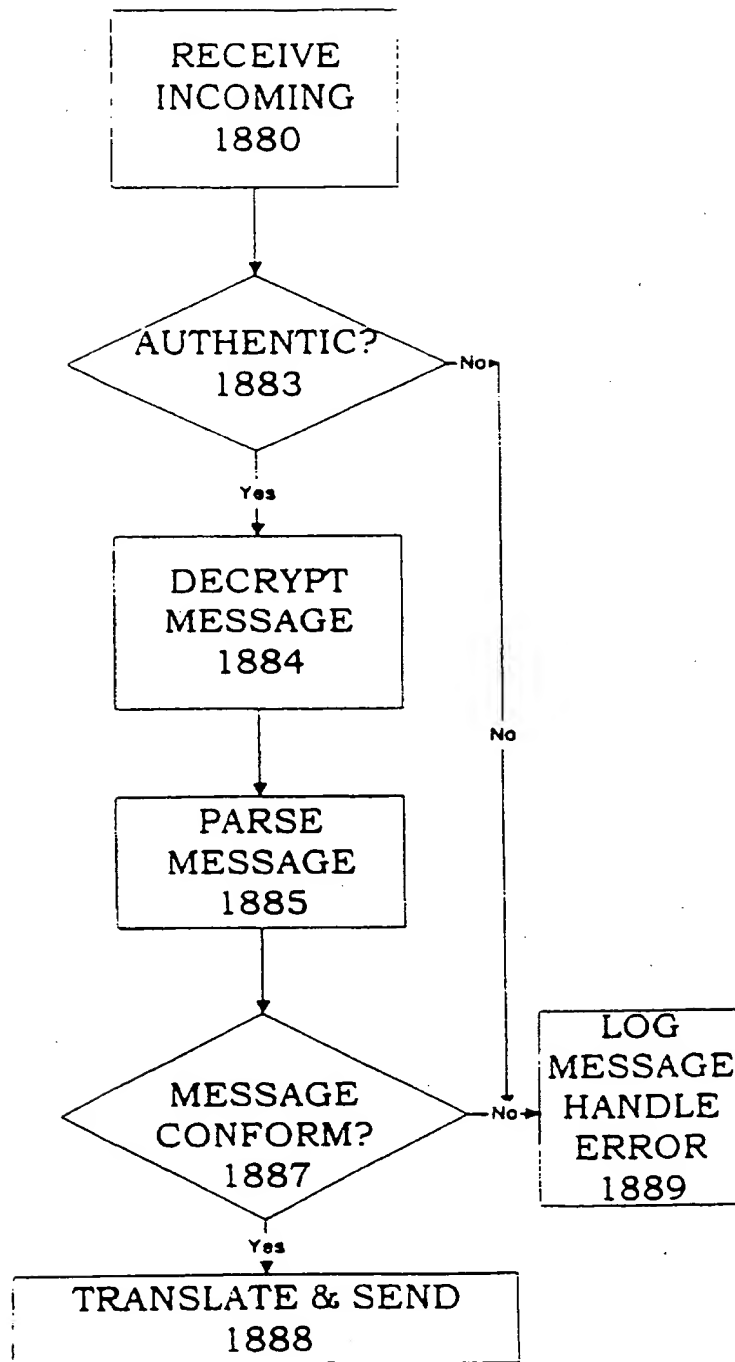 RECEIVE
INCOMING
1880
AUTHENTIC?
1883
No
Yes
DECRYPT
MESSAGE
1884
No
PARSE
MESSAGE
1885
MESSAGE
CONFORM?
1887
No
LOG
MESSAGE
HANDLE
ERROR
1889
Yes
TRANSLATE & SEND
1888